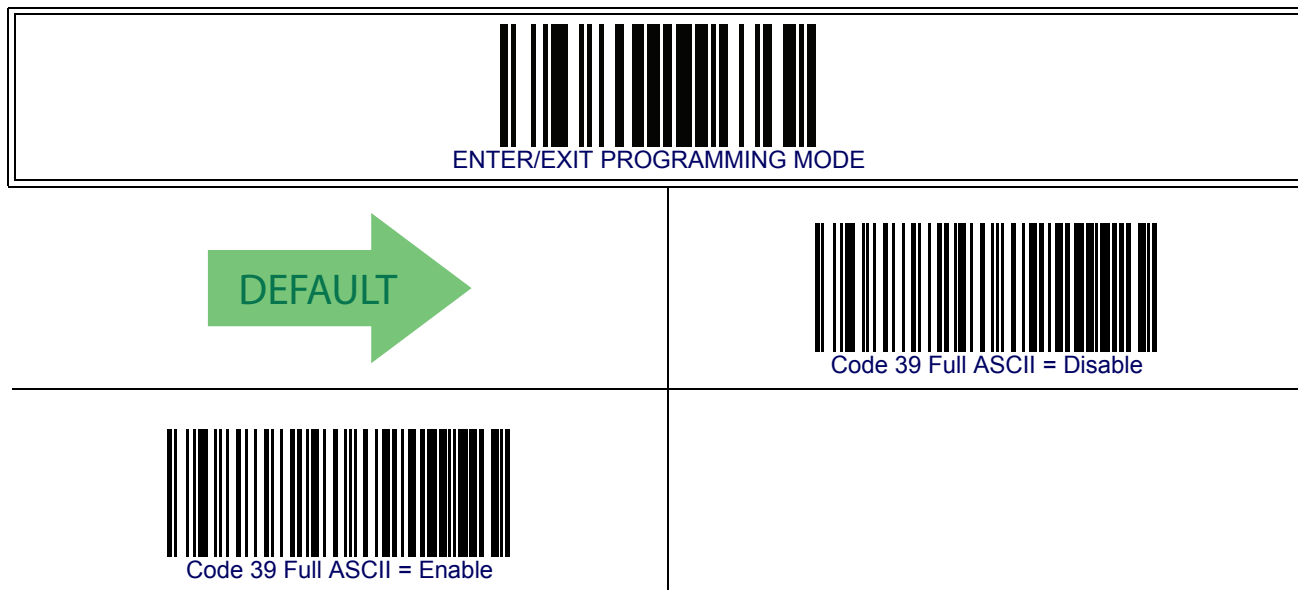 ENTER/EXIT PROGRAMMING MODE
DEFAULT
Code 39 Full ASCII = Disable
Code 39 Full ASCII = Enable